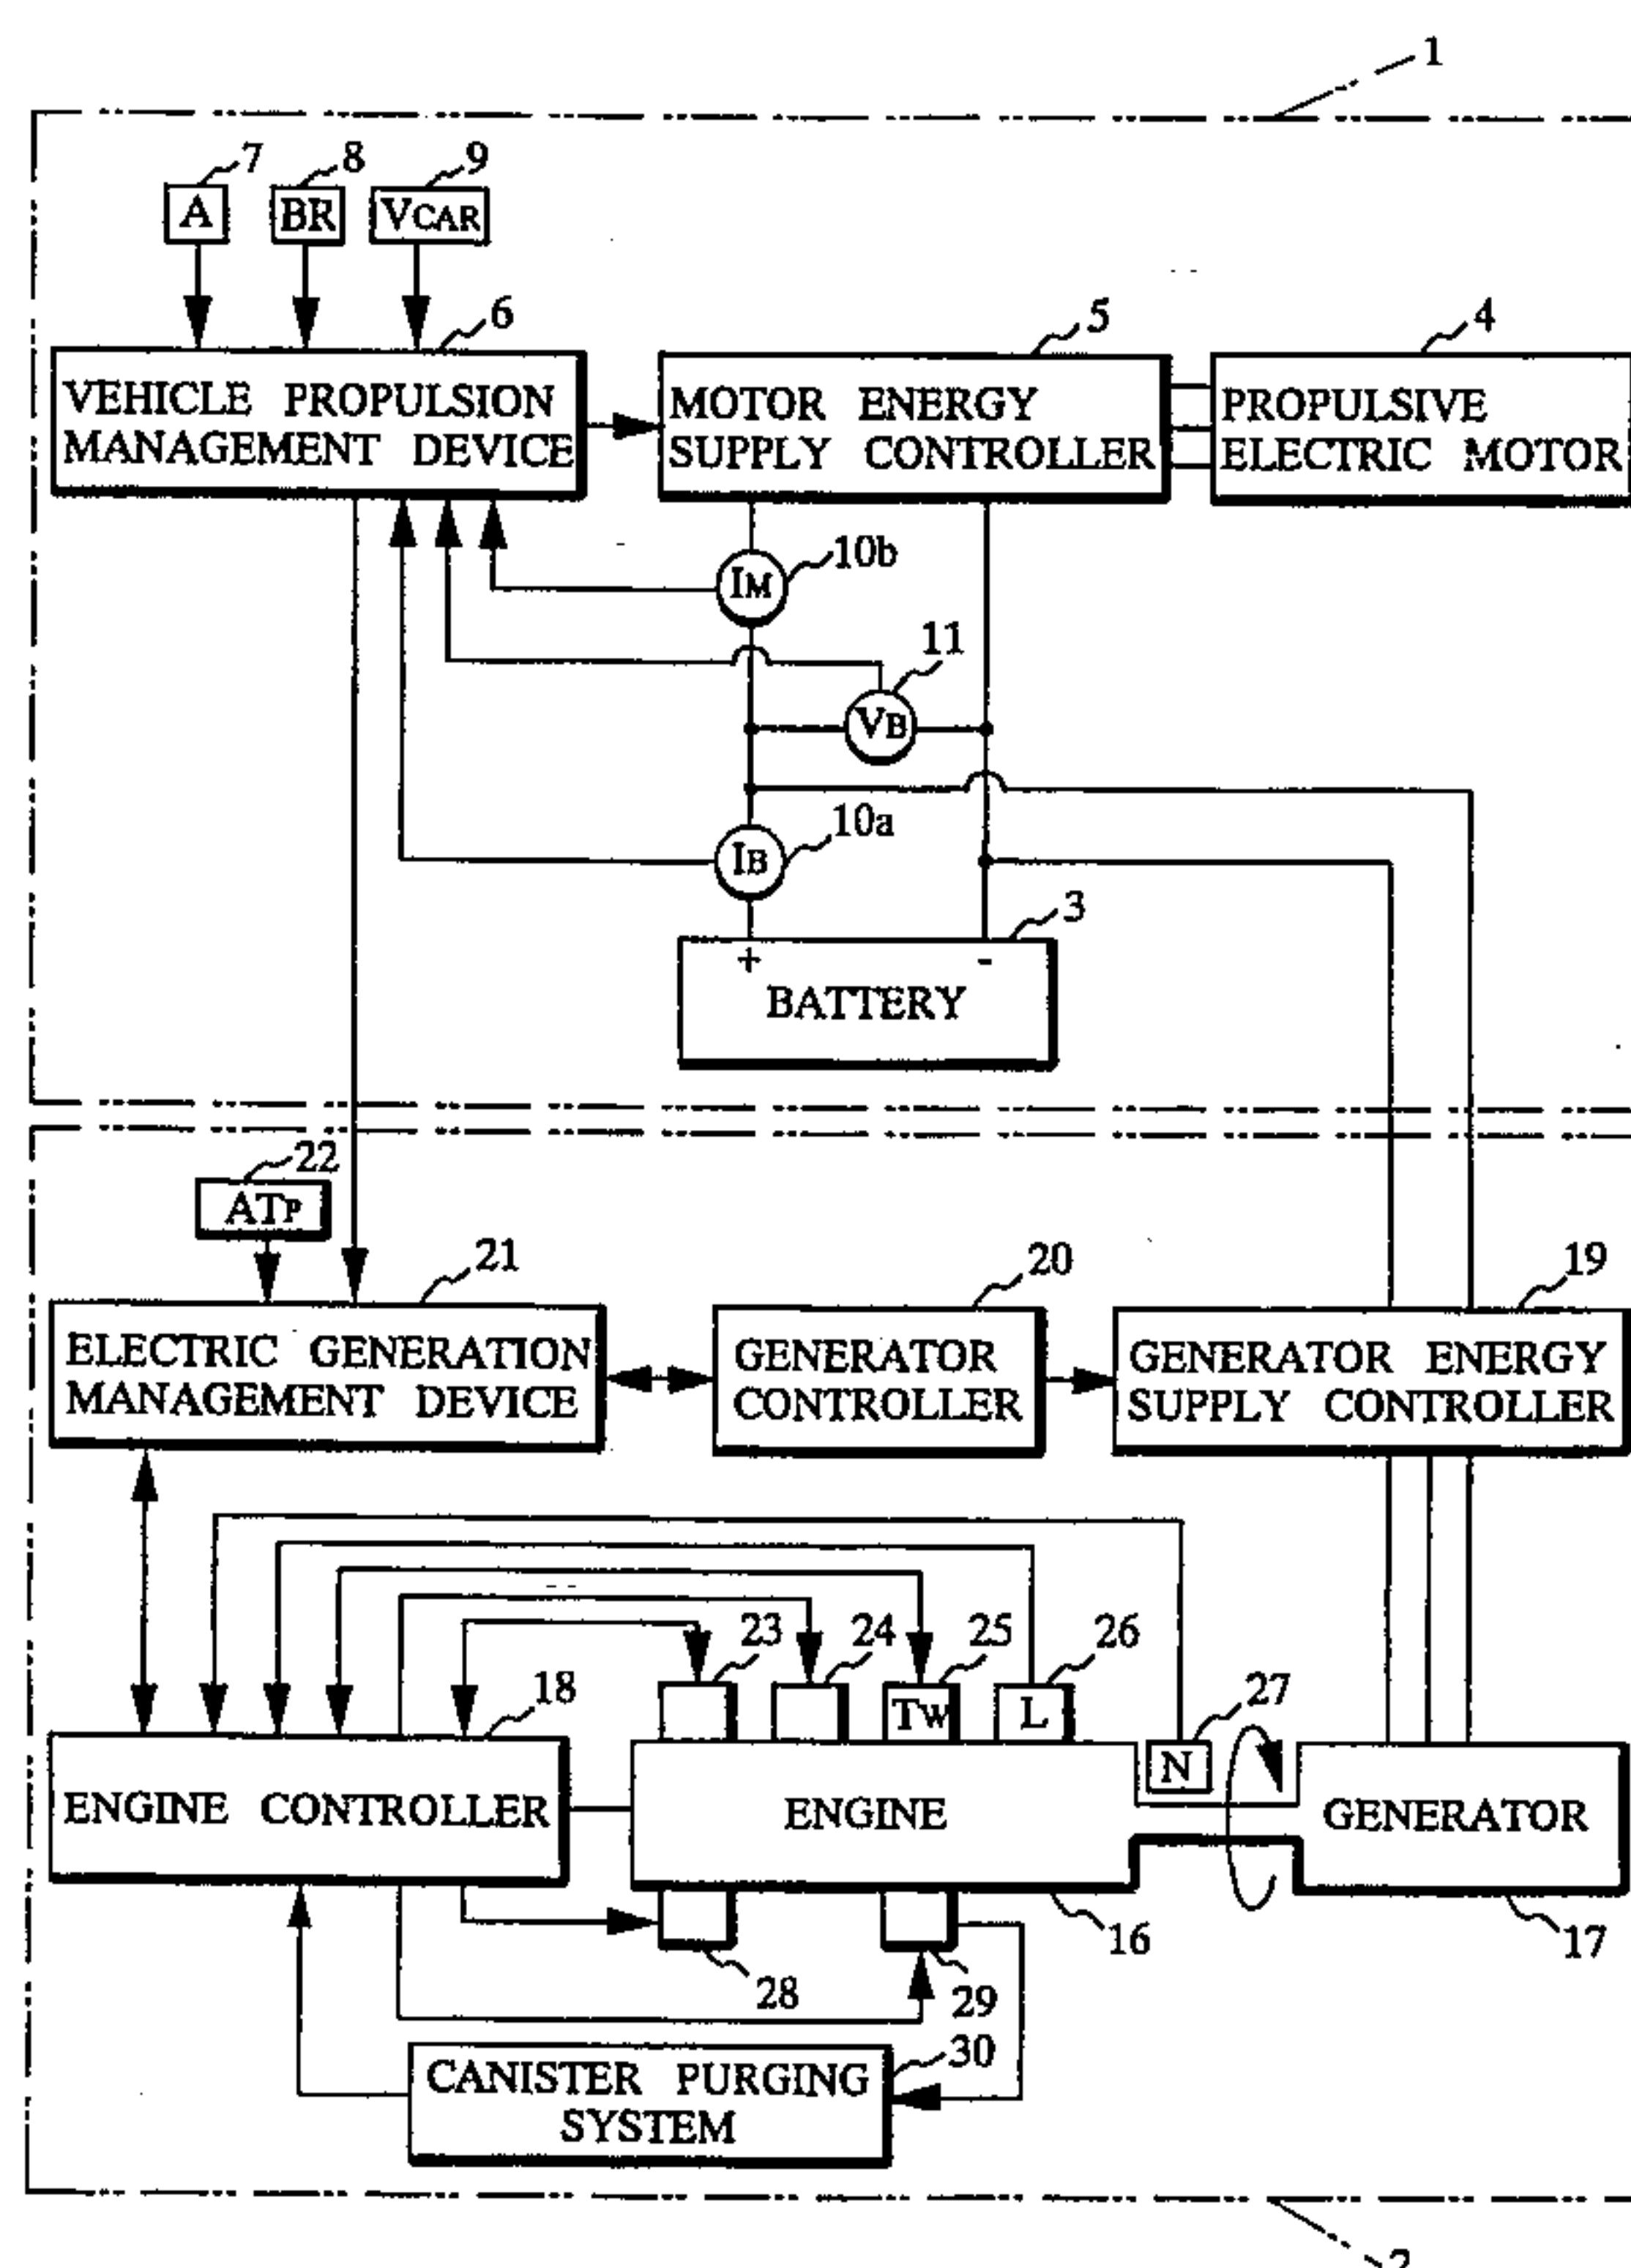 1
7
8
9
A
BR
VCAR
6
5
4
VEHICLE PROPULSION
MANAGEMENT DEVICE
MOTOR ENERGY
SUPPLY CONTROLLER
PROPULSIVE
ELECTRIC MOTOR
IM
10b
11
VB
10a
IB
3
+
-
BATTERY
22
ATP
21
20
19
ELECTRIC GENERATION
MANAGEMENT DEVICE
GENERATOR
CONTROLLER
GENERATOR ENERGY
SUPPLY CONTROLLER
23
24
25
26
27
18
TW
L
N
ENGINE CONTROLLER
ENGINE
GENERATOR
28
29
16
17
30
CANISTER PURGING
SYSTEM
2